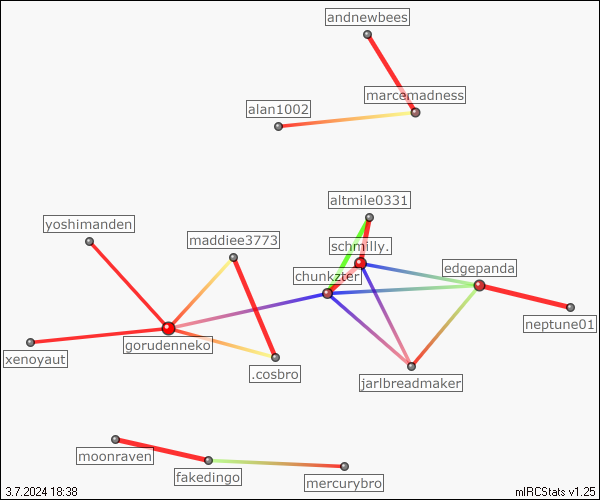 andnewbees
marcemadness
alan1002
altmile0331
yoshimanden
maddiee3773
schmilly.
edgepanda
chunkzter
neptune01
gorudenneko
xenoyaut
.cosbro
jarlbreadmaker
moonraven
fakedingo
mercurybro
3.7.2024 18:38
mIRCStats v1.25